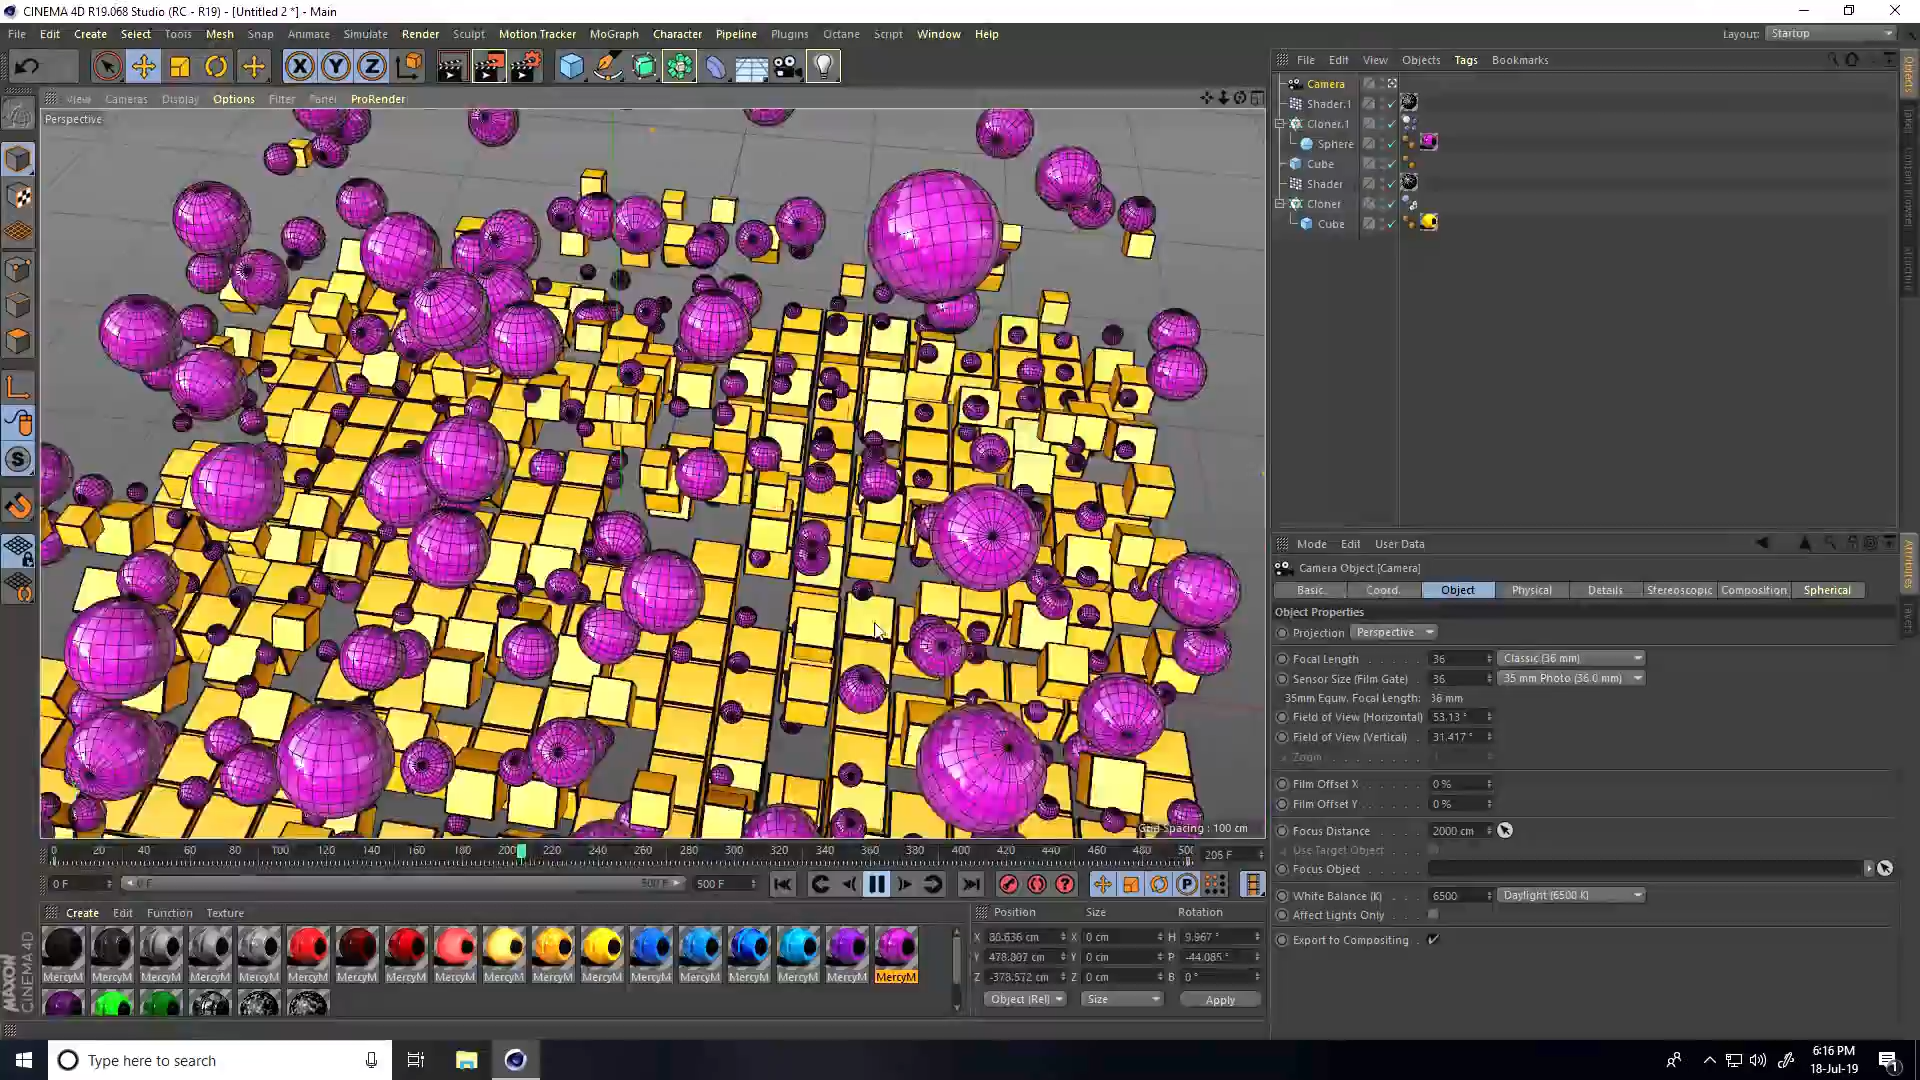 CINEMA 4D R19.068 Studio (RC - R19) - [Untitled 2 *] - Main
File Edit Create Select Tools Mesh Snap Animate Simulate Render Sculpt Motion Tracker MoGraph Character Pipeline Plugins Octane Script Window Help
Layout: Startup
View Cameras Display Options Filter Panel ProRender
Perspective
Grid Spacing : 100 cm
File Edit View Objects Tags Bookmarks
Camera
Shader.1
Cloner.1
Sphere
Cube
Shader
Cloner
Cube
Objects
Content Browser
Structure
Mode Edit User Data
Camera Object [Camera]
Basic Coord. Object Physical Details Stereoscopic Composition Spherical
Object Properties
Projection Perspective
Focal Length 36 Classic (36 mm)
Sensor Size (Film Gate) 36 35 mm Photo (36.0 mm)
35mm Equiv. Focal Length: 36 mm
Field of View (Horizontal) 53.13 °
Field of View (Vertical) 31.417 °
Zoom 1
Film Offset X 0 %
Film Offset Y 0 %
Focus Distance 2000 cm
Use Target Object
Focus Object
White Balance (K) 6500 Daylight (6500 K)
Affect Lights Only
Export to Compositing
Attributes
Layers
0 20 40 60 80 100 120 140 160 180 200 220 240 260 280 300 320 340 360 380 400 420 440 460 480 500 205 F
0 F 0 F 500 F 500 F
Create Edit Function Texture
MercyM MercyM MercyM MercyM MercyM MercyM MercyM MercyM MercyM MercyM MercyM MercyM MercyM MercyM MercyM MercyM MercyM MercyM
Position Size Rotation
X 80.636 cm X 0 cm H 9.967 °
Y 478.807 cm Y 0 cm P -44.085 °
Z -378.572 cm Z 0 cm B 0 °
Object (Rel) Size Apply
MAXON CINEMA4D
Type here to search
6:16 PM
18-Jul-19
1